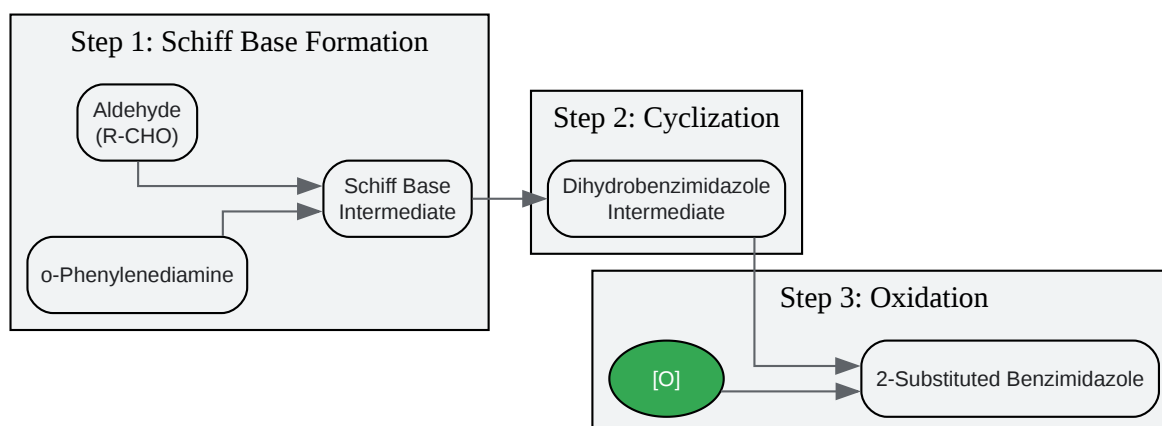 Step 1: Schiff Base Formation
Aldehyde
(R-CHO)
o-Phenylenediamine
Schiff Base
Intermediate
Step 2: Cyclization
Dihydrobenzimidazole
Intermediate
Step 3: Oxidation
[O]
2-Substituted Benzimidazole